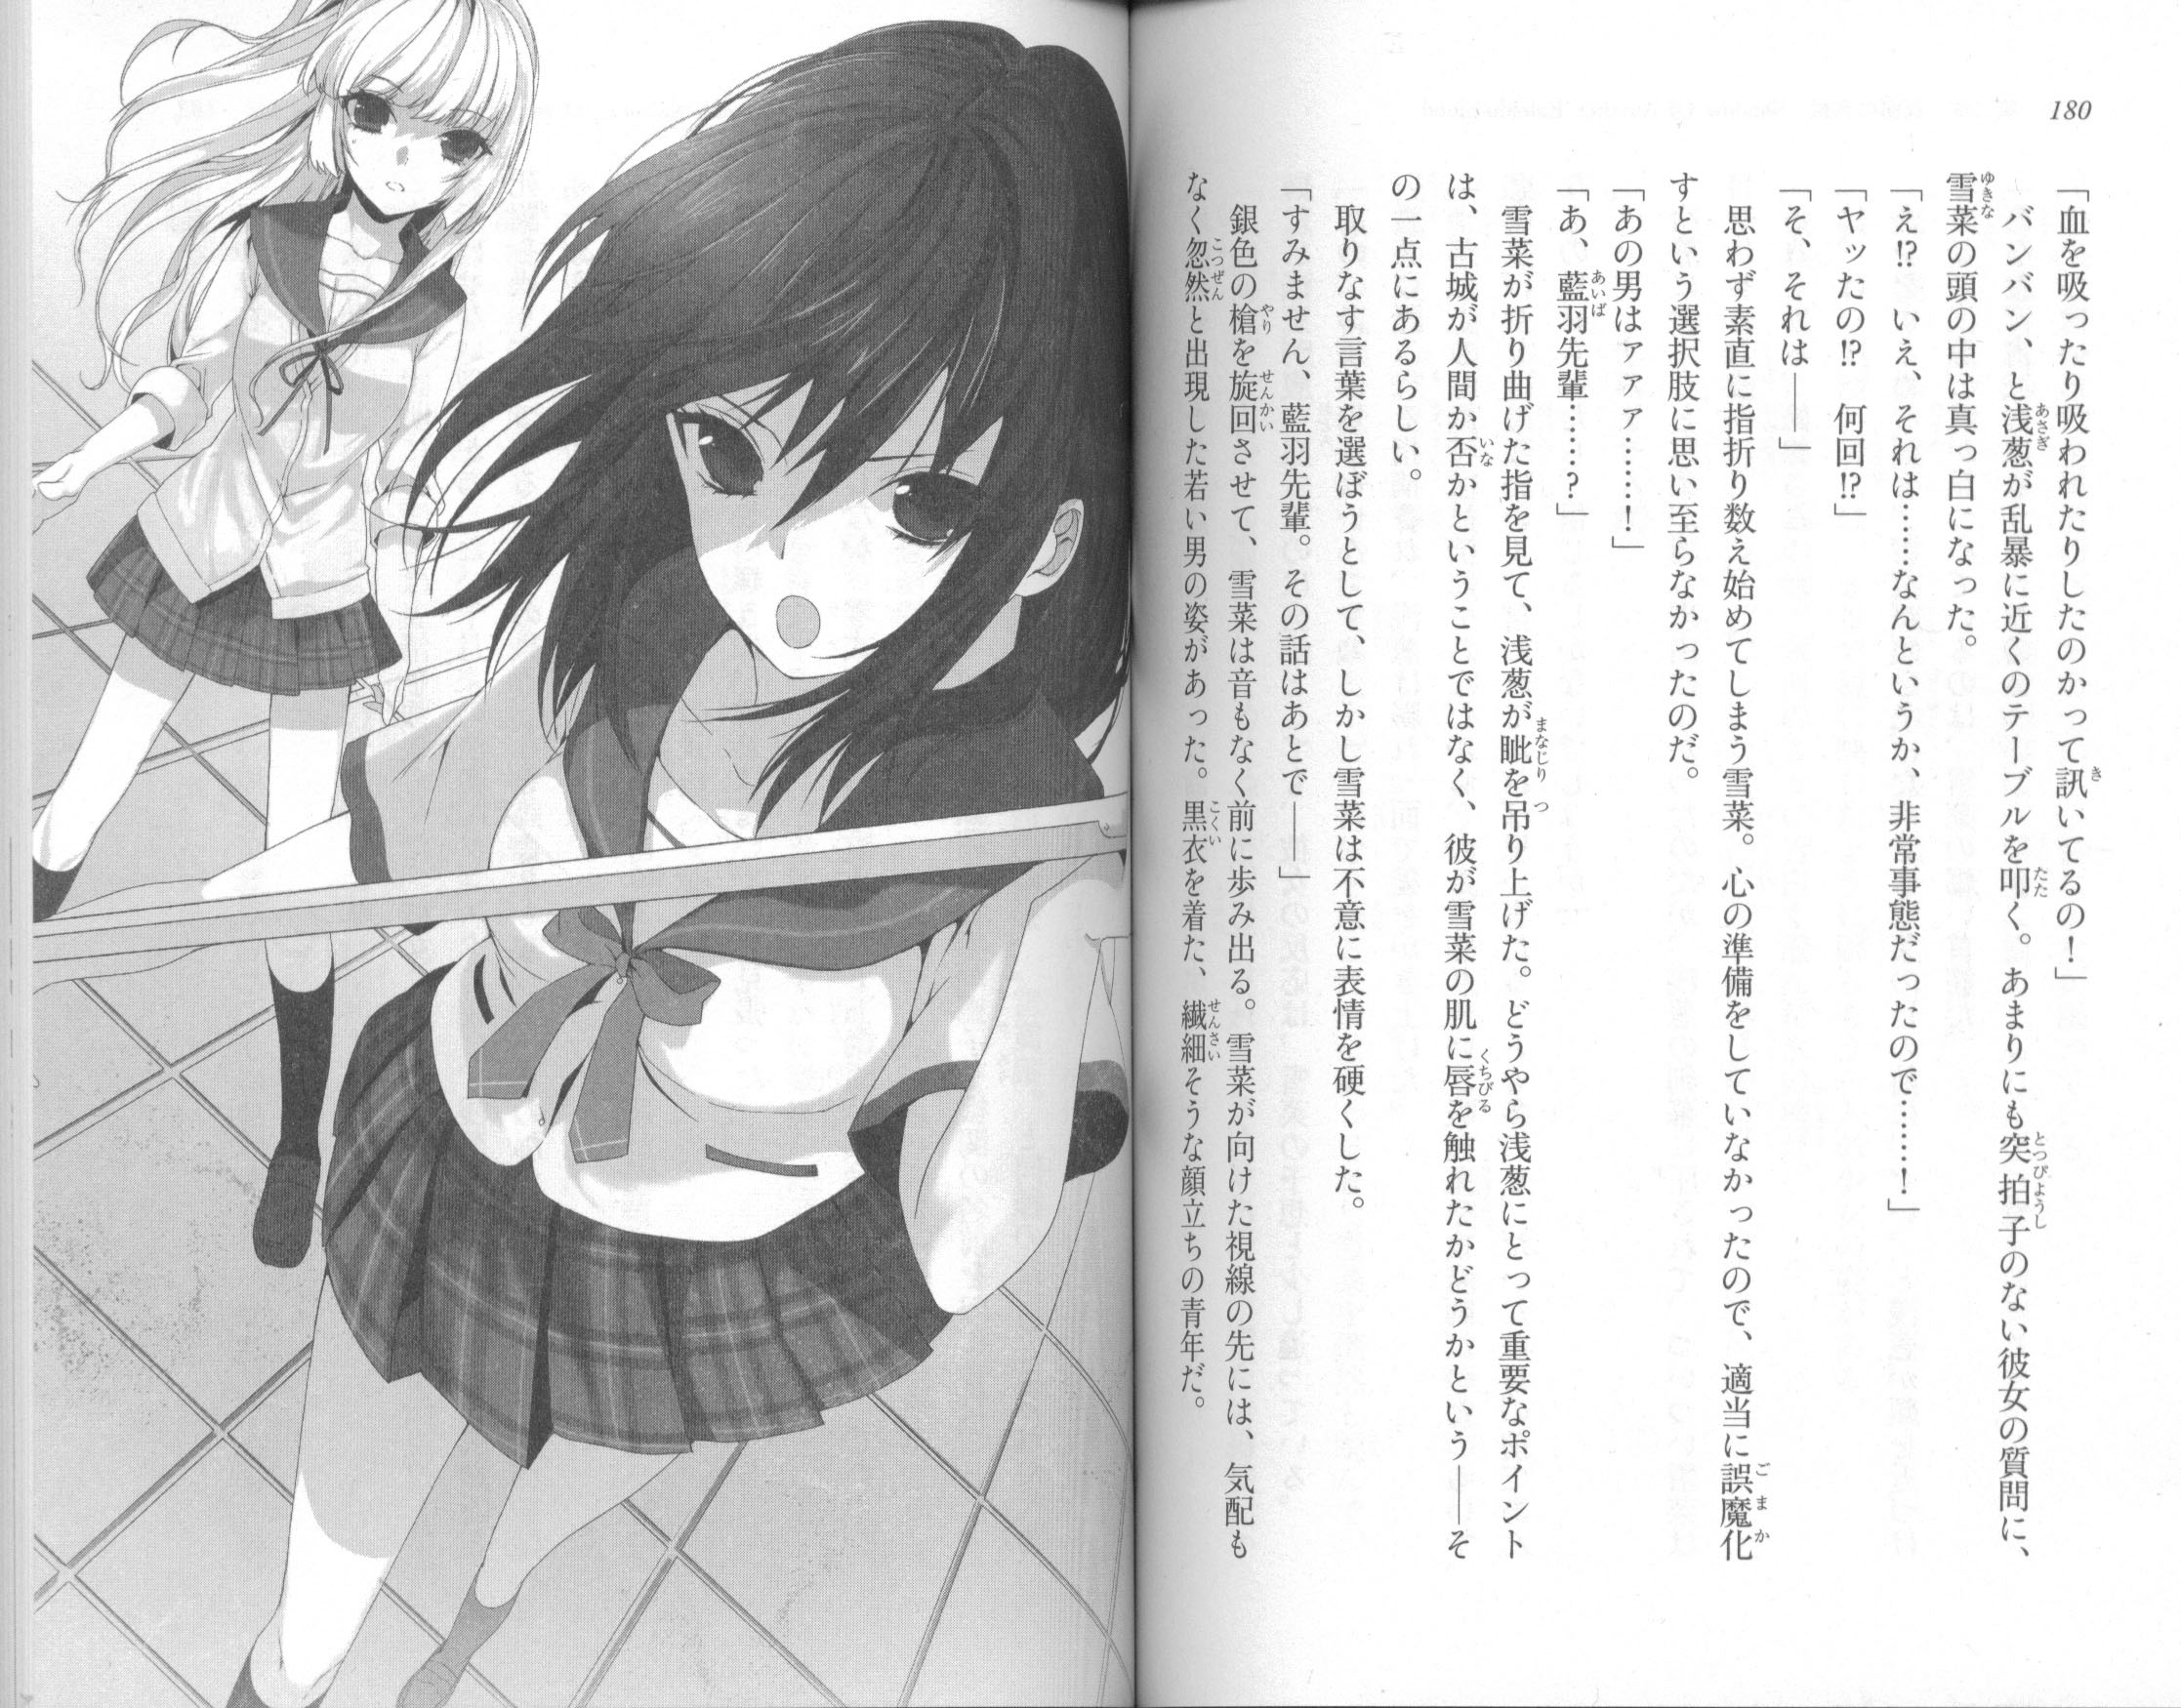 180
「血を吸ったり吸われたりしたのかって訊いてるの！」
バンバン、と浅葱が乱暴に近くのテーブルを叩く。あまりにも突拍子のない彼女の質問に、
雪菜の頭の中は真っ白になった。
「え!? いえ、それは……なんというか、非常事態だったので……！」
「ヤッたの!? 何回!?」
「そ、それは――」
思わず素直に指折り数え始めてしまう雪菜。心の準備をしていなかったので、適当に誤魔化
すという選択肢に思い至らなかったのだ。
「あの男はァァァ……！」
「あ、藍羽先輩……？」
雪菜が折り曲げた指を見て、浅葱が眦を吊り上げた。どうやら浅葱にとって重要なポイント
は、古城が人間か否かということではなく、彼が雪菜の肌に唇を触れたかどうかという――そ
の一点にあるらしい。
取りなす言葉を選ぼうとして、しかし雪菜は不意に表情を硬くした。
「すみません、藍羽先輩。その話はあとで――」
銀色の槍を旋回させて、雪菜は音もなく前に歩み出る。雪菜が向けた視線の先には、気配も
なく忽然と出現した若い男の姿があった。黒衣を着た、繊細そうな顔立ちの青年だ。